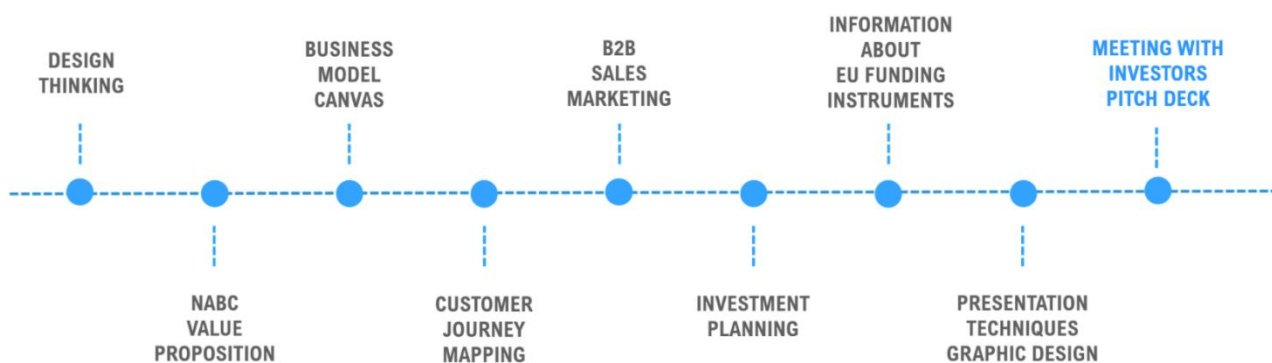 DESIGN
THINKING
NABC
VALUE
PROPOSITION
BUSINESS
MODEL
CANVAS
CUSTOMER
JOURNEY
MAPPING
B2B
SALES
MARKETING
INVESTMENT
PLANNING
INFORMATION
ABOUT
EU FUNDING
INSTRUMENTS
PRESENTATION
TECHNIQUES
GRAPHIC DESIGN
MEETING WITH
INVESTORS
PITCH DECK